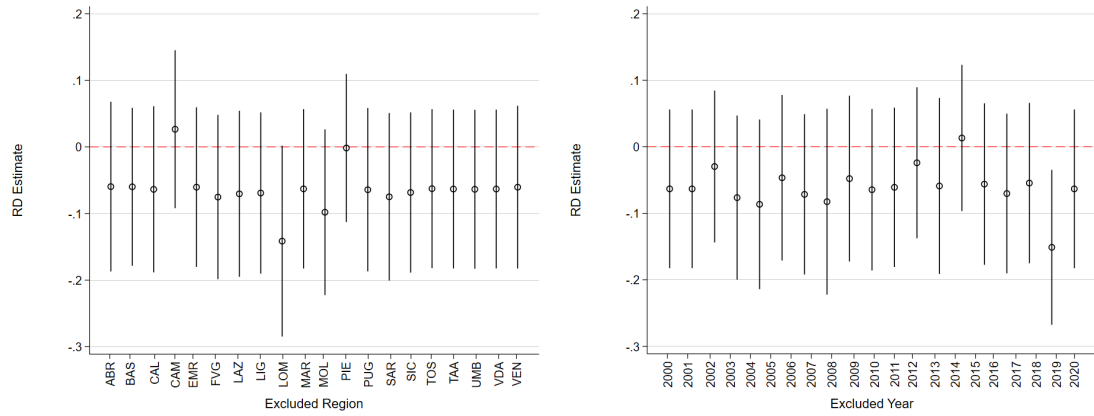 .2
.1
0
-.1
-.2
-.3
RD Estimate
ABR
BAS
CAL
CAM
EMR
FVG
LAZ
LIG
LOM
MAR
MOL
PIE
PUG
SAR
SIC
TOS
TAA
UMB
VDA
VEN
Excluded Region
.2
.1
0
-.1
-.2
-.3
RD Estimate
2000
2001
2002
2003
2004
2005
2006
2007
2008
2009
2010
2011
2012
2013
2014
2015
2016
2017
2018
2019
2020
Excluded Year